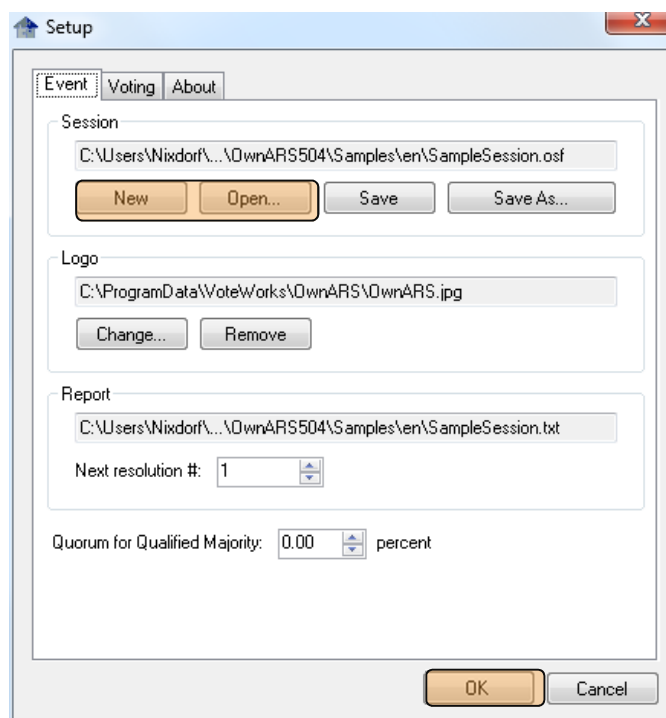 Setup
Event Voting About
Session
C:\Users\Nixdorf\...\OwnARS504\Samples\en\SampleSession.osf
New Open... Save Save As...
Logo
C:\ProgramData\VoteWorks\OwnARS\OwnARS.jpg
Change... Remove
Report
C:\Users\Nixdorf\...\OwnARS504\Samples\en\SampleSession.txt
Next resolution #: 1
Quorum for Qualified Majority: 0.00 percent
OK Cancel